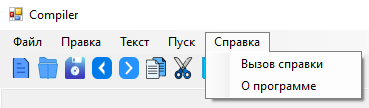 Compiler
Файл Правка Текст Пуск Справка
Вызов справки
О программе